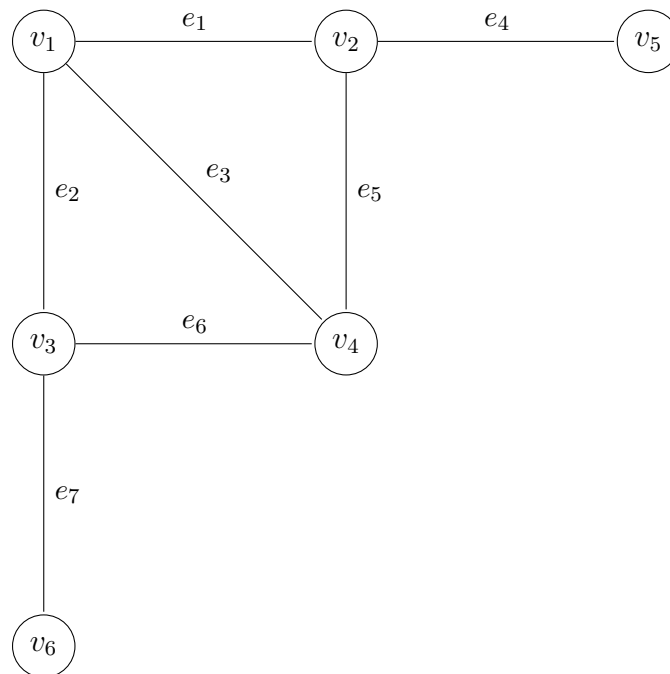 v₁ e₁ v₂ e₄ v₅
e₃
e₂ e₅
e₆
v₃ v₄
e₇
v₆